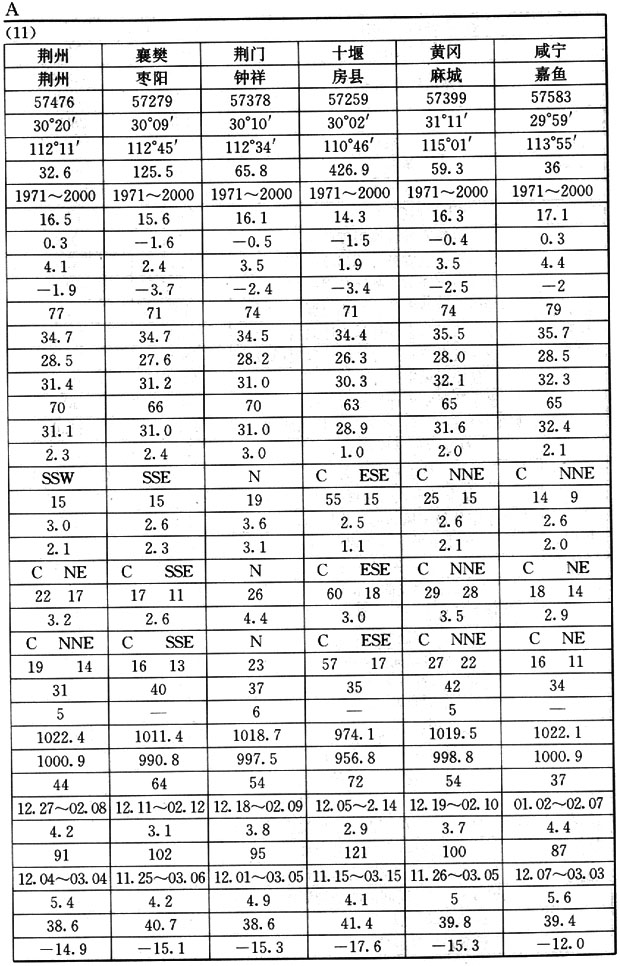 A
(11)
荆州 襄樊 荆门 十堰 黄冈 咸宁
荆州 枣阳 钟祥 房县 麻城 嘉鱼
57476 57279 57378 57259 57399 57583
30°20′ 30°09′ 30°10′ 30°02′ 31°11′ 29°59′
112°11′ 112°45′ 112°34′ 110°46′ 115°01′ 113°55′
32.6 125.5 65.8 426.9 59.3 36
1971～2000 1971～2000 1971～2000 1971～2000 1971～2000 1971～2000
16.5 15.6 16.1 14.3 16.3 17.1
0.3 －1.6 －0.5 －1.5 －0.4 0.3
4.1 2.4 3.5 1.9 3.5 4.4
－1.9 －3.7 －2.4 －3.4 －2.5 －2
77 71 74 71 74 79
34.7 34.7 34.5 34.4 35.5 35.7
28.5 27.6 28.2 26.3 28.0 28.5
31.4 31.2 31.0 30.3 32.1 32.3
70 66 70 63 65 65
31.1 31.0 31.0 28.9 31.6 32.4
2.3 2.4 3.0 1.0 2.0 2.1
SSW SSE N C ESE C NNE C NNE
15 15 19 55 15 25 15 14 9
3.0 2.6 3.6 2.5 2.6 2.6
2.1 2.3 3.1 1.1 2.1 2.0
C NE C SSE N C ESE C NNE C NE
22 17 17 11 26 60 18 29 28 18 14
3.2 2.6 4.4 3.0 3.5 2.9
C NNE C SSE N C ESE C NNE C NE
19 14 16 13 23 57 17 27 22 16 11
31 40 37 35 42 34
5 — 6 — 5 —
1022.4 1011.4 1018.7 974.1 1019.5 1022.1
1000.9 990.8 997.5 956.8 998.8 1000.9
44 64 54 72 54 37
12.27～02.08 12.11～02.12 12.18～02.09 12.05～2.14 12.19～02.10 01.02～02.07
4.2 3.1 3.8 2.9 3.7 4.4
91 102 95 121 100 87
12.04～03.04 11.25～03.06 12.01～03.05 11.15～03.15 11.26～03.05 12.07～03.03
5.4 4.2 4.9 4.1 5 5.6
38.6 40.7 38.6 41.4 39.8 39.4
－14.9 －15.1 －15.3 －17.6 －15.3 －12.0